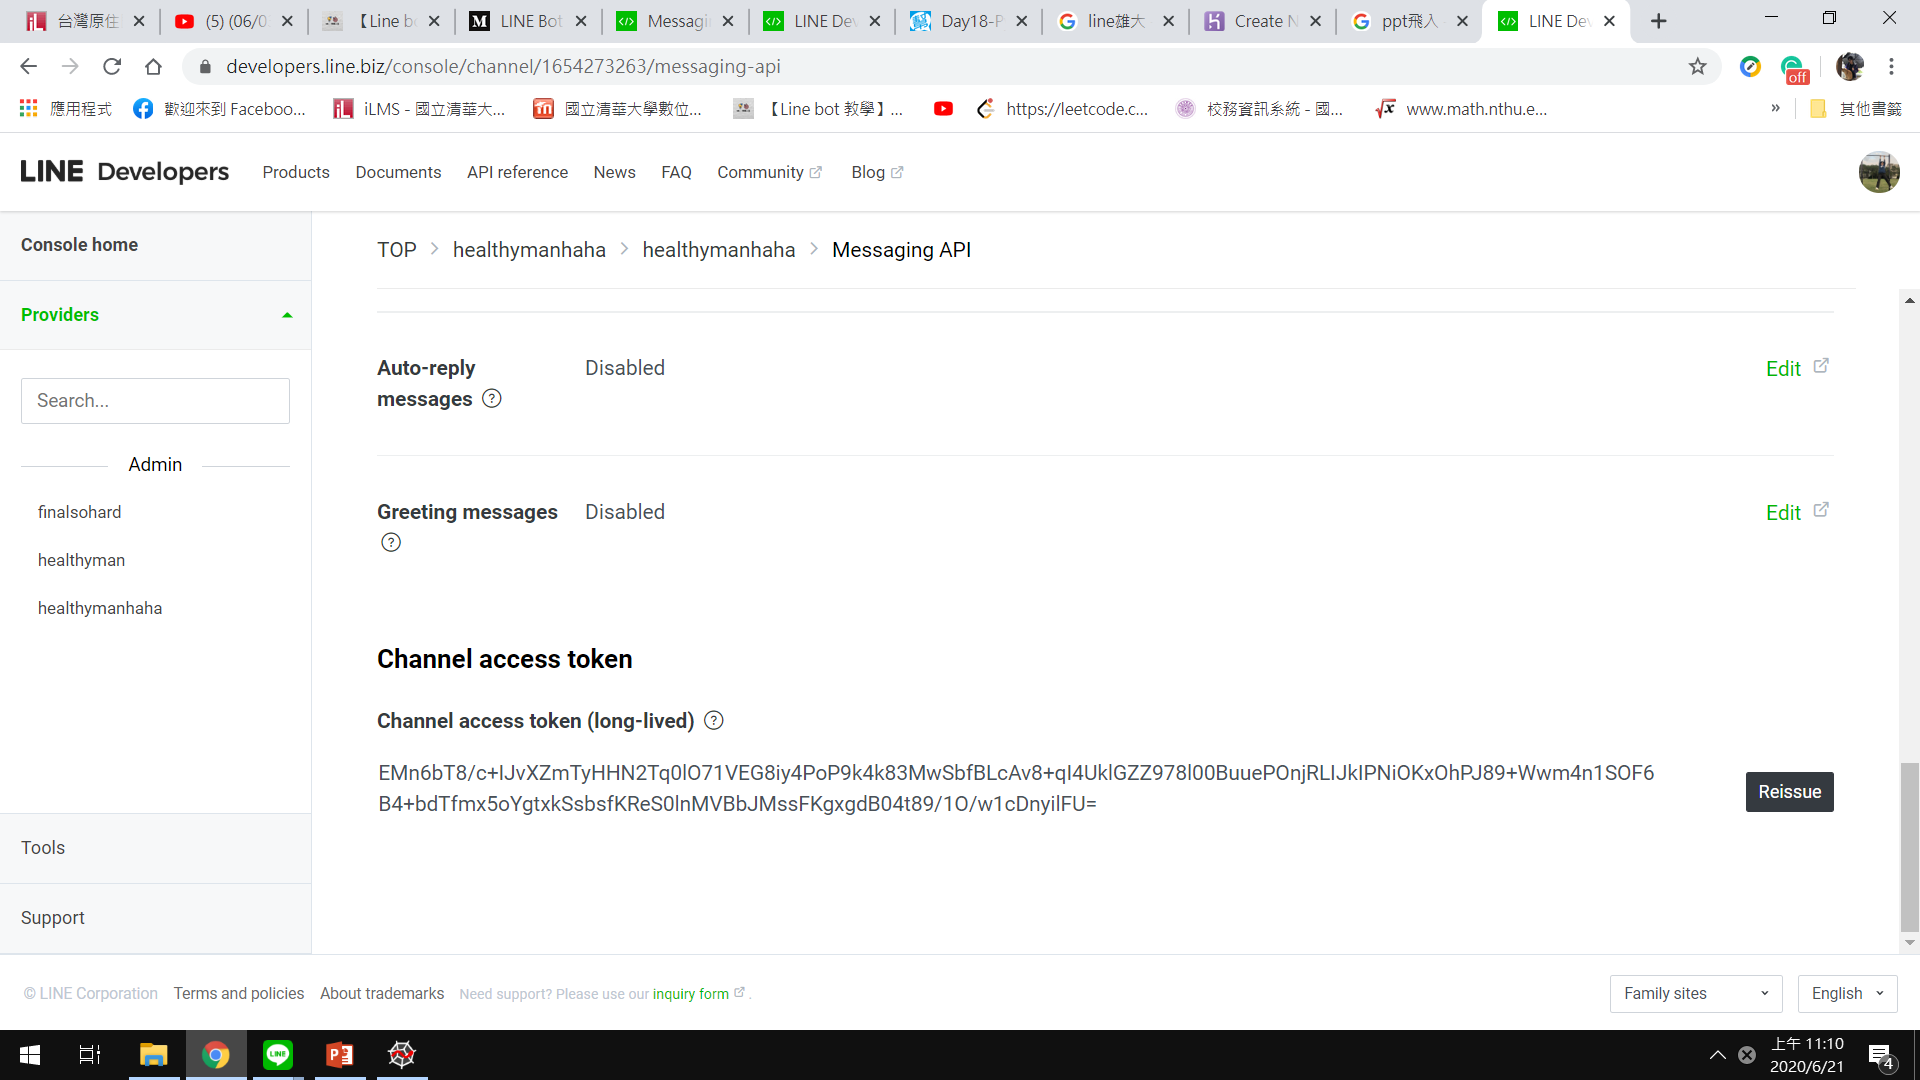 台灣原住
(5) (06/0
【Line bo
LINE Bot
Messagin
LINE Dev
Day18-P
line雄大
Create N
ppt飛入
LINE Dev
developers.line.biz/console/channel/1654273263/messaging-api
off
應用程式
歡迎來到 Faceboo...
iLMS - 國立清華大...
國立清華大學數位...
【Line bot 教學】...
https://leetcode.c...
校務資訊系統 - 國...
www.math.nthu.e...
»
其他書籤
LINE Developers
Products
Documents
API reference
News
FAQ
Community
Blog
Console home
Providers
Search...
Admin
finalsohard
healthyman
healthymanhaha
Tools
Support
TOP > healthymanhaha > healthymanhaha > Messaging API
Auto-reply
messages
Disabled
Edit
Greeting messages
Disabled
Edit
Channel access token
Channel access token (long-lived)
EMn6bT8/c+IJvXZmTyHHN2Tq0lO71VEG8iy4PoP9k4k83MwSbfBLcAv8+qI4UklGZZ978l00BuuePOnjRLIJkIPNiOKxOhPJ89+Wwm4n1SOF6
B4+bdTfmx5oYgtxkSsbsfKReS0lnMVBbJMssFKgxgdB04t89/1O/w1cDnyilFU=
Reissue
© LINE Corporation
Terms and policies
About trademarks
Need support? Please use our inquiry form .
Family sites
English
上午 11:10
2020/6/21
4